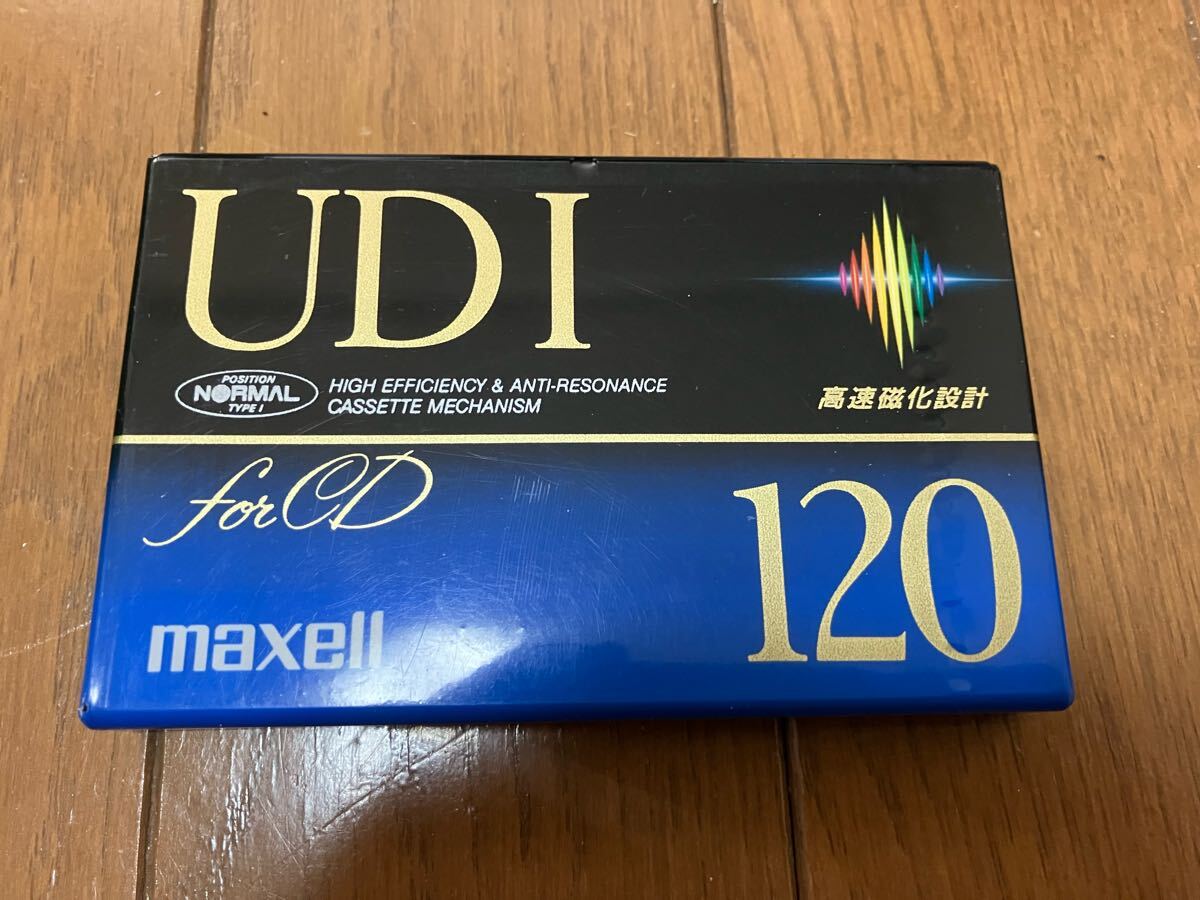 UD I
POSITION
NORMAL
TYPE I
HIGH EFFICIENCY & ANTI-RESONANCE
CASSETTE MECHANISM
高速磁化設計
for CD
120
maxell